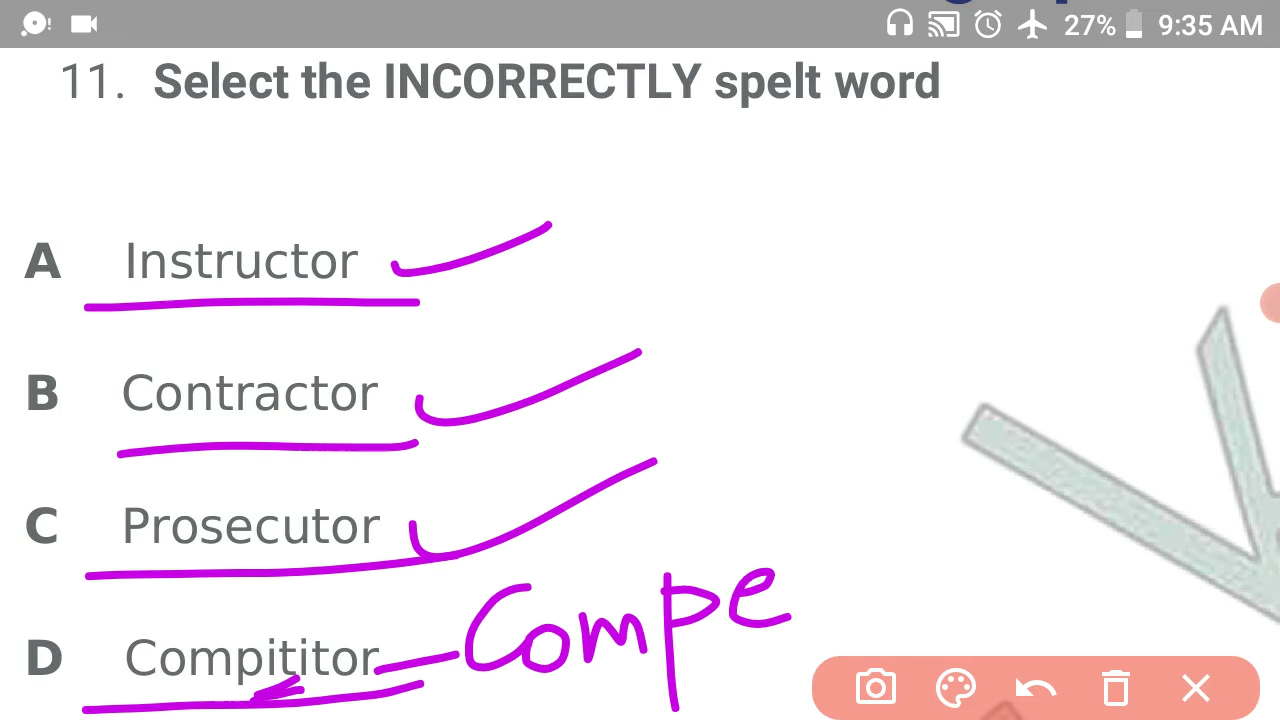 27% 9:35 AM
11. Select the INCORRECTLY spelt word
A Instructor
B Contractor
C Prosecutor
D Compititor Compe